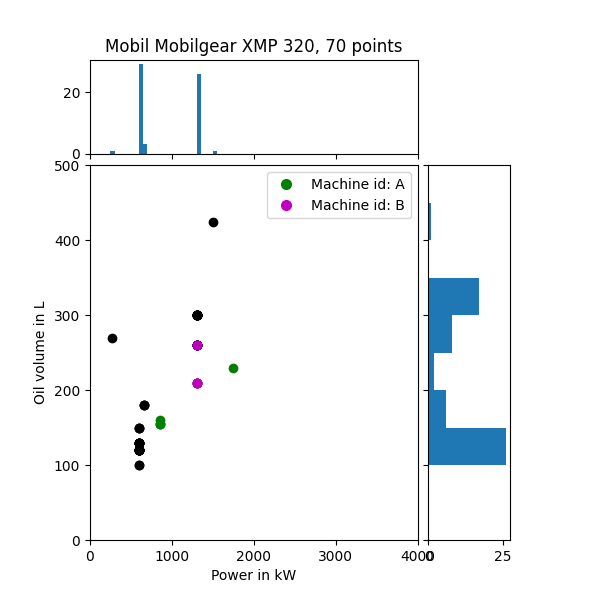 Mobil Mobilgear XMP 320, 70 points
20
0
500
400
300
200
100
0
Oil volume in L
Machine id: A
Machine id: B
0 1000 2000 3000 4000
0 25
Power in kW